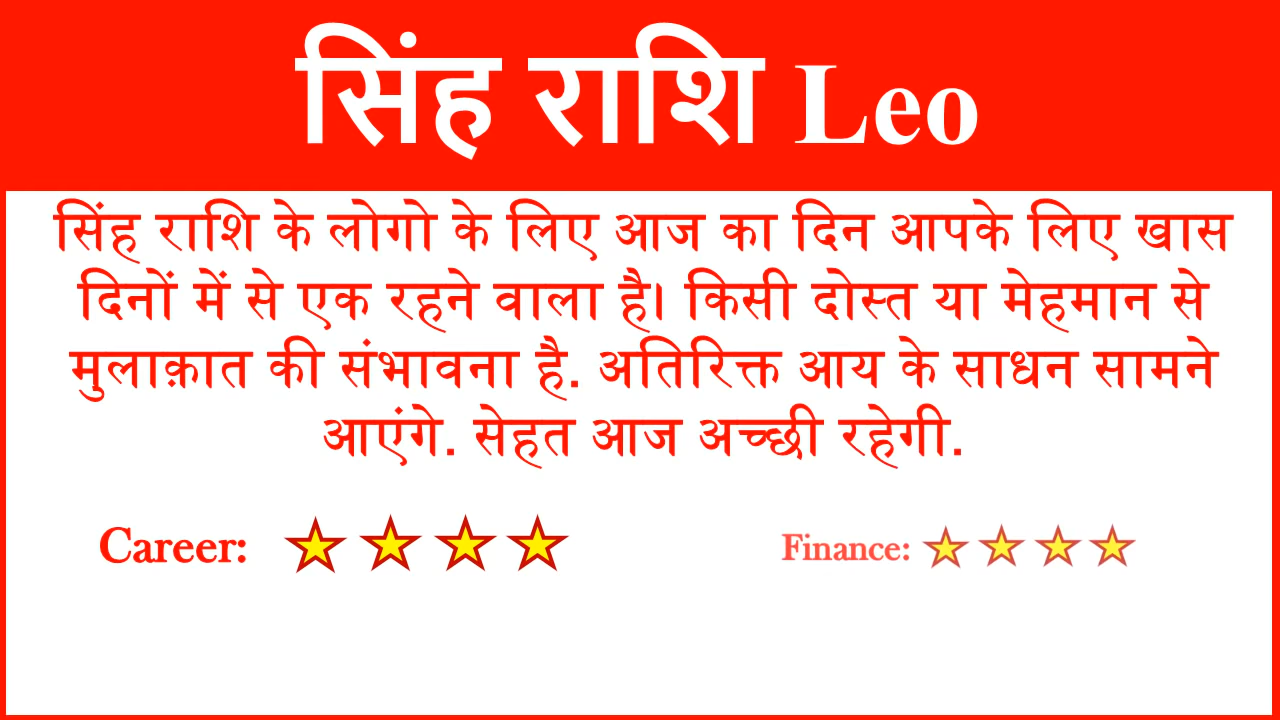 सिंह राशि Leo
सिंह राशि के लोगो के लिए आज का दिन आपके लिए खास
दिनों में से एक रहने वाला है। किसी दोस्त या मेहमान से
मुलाक़ात की संभावना है. अतिरिक्त आय के साधन सामने
आएंगे. सेहत आज अच्छी रहेगी.
Career:
Finance: